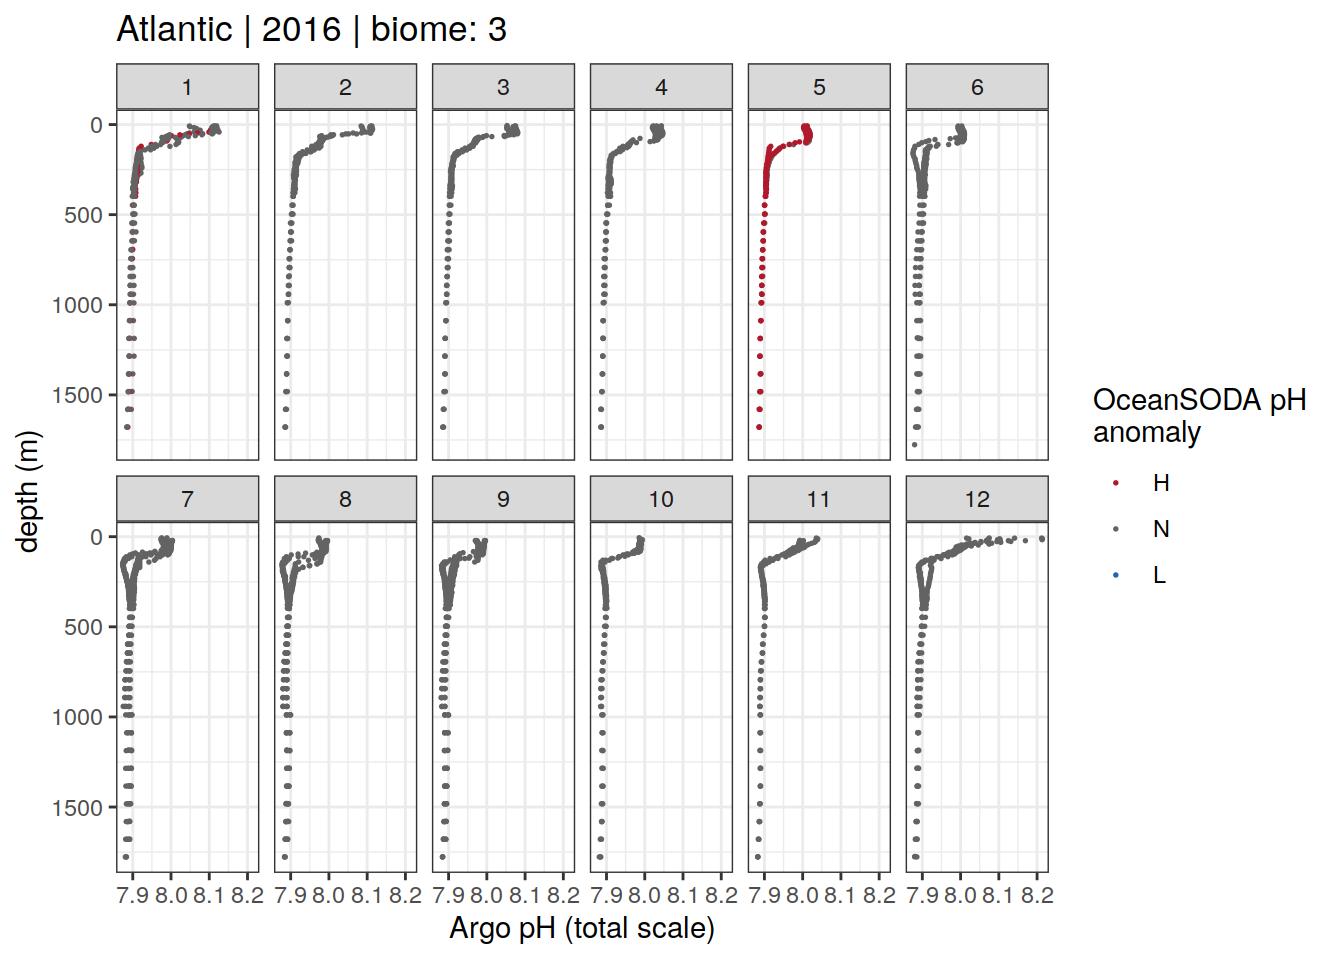 Atlantic | 2016 | biome: 3
1 2 3 4 5 6
0
500
1000
1500
7 8 9 10 11 12
0
500
1000
1500
7.9 8.0 8.1 8.2 7.9 8.0 8.1 8.2 7.9 8.0 8.1 8.2 7.9 8.0 8.1 8.2 7.9 8.0 8.1 8.2 7.9 8.0 8.1 8.2
Argo pH (total scale)
depth (m)
OceanSODA pH
anomaly
H
N
L